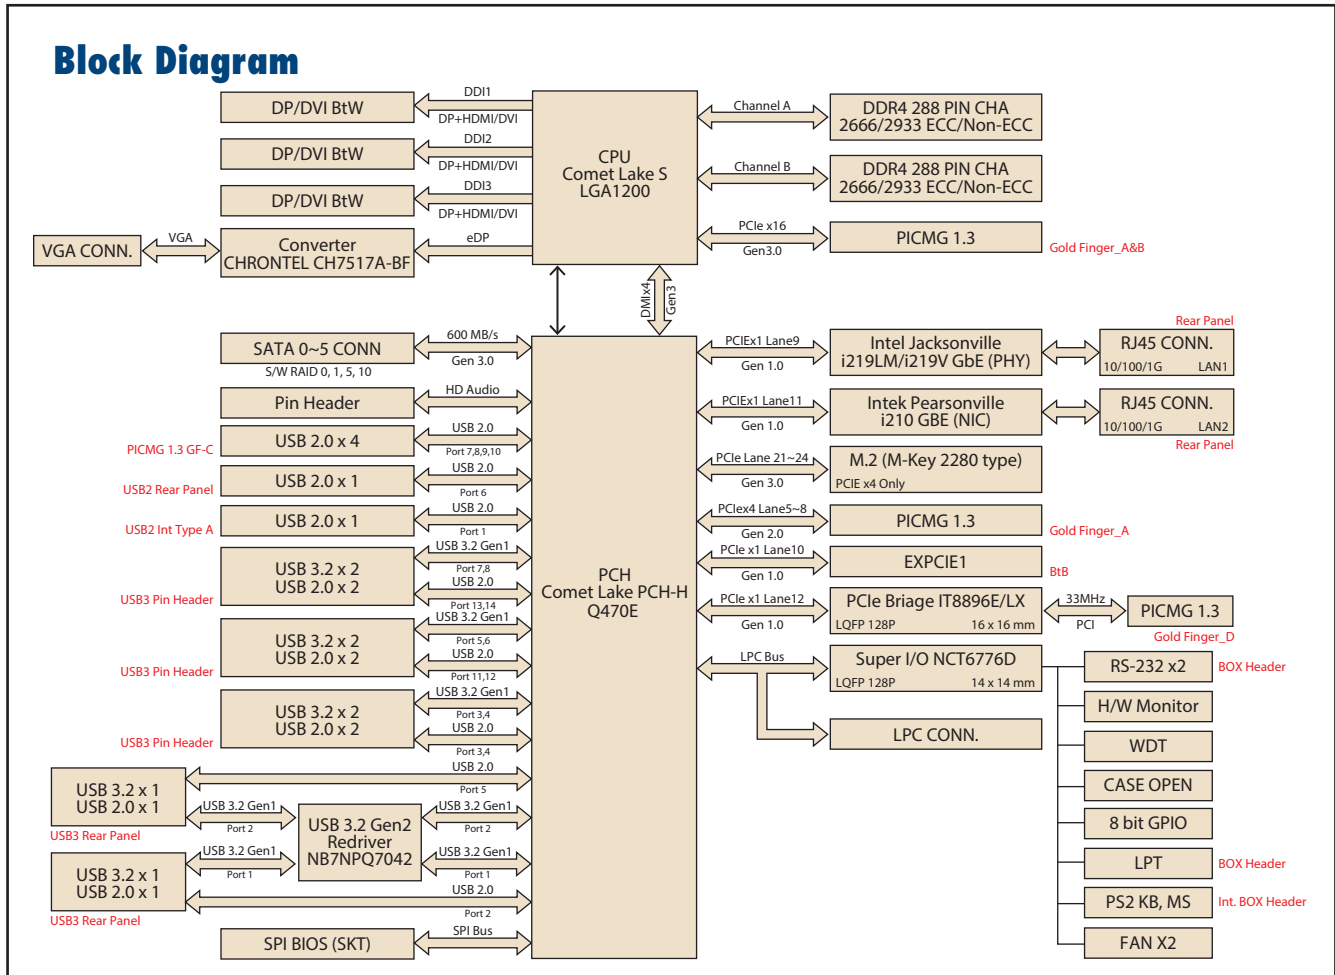 Block Diagram
DP/DVI BtW
DDI1
DP+HDMI/DVI
DP/DVI BtW
DDI2
DP+HDMI/DVI
DP/DVI BtW
DDI3
DP+HDMI/DVI
VGA CONN.
VGA
Converter
CHRONTEL CH7517A-BF
eDP
CPU
Comet Lake S
LGA1200
Channel A
DDR4 288 PIN CHA
2666/2933 ECC/Non-ECC
Channel B
DDR4 288 PIN CHA
2666/2933 ECC/Non-ECC
PCIe x16
Gen3.0
PICMG 1.3
Gold Finger_A&B
DMIx4
Gen3
SATA 0~5 CONN
S/W RAID 0, 1, 5, 10
600 MB/s
Gen 3.0
Pin Header
HD Audio
PICMG 1.3 GF-C
USB 2.0 x 4
USB 2.0
Port 7,8,9,10
USB2 Rear Panel
USB 2.0 x 1
USB 2.0
Port 6
USB2 Int Type A
USB 2.0 x 1
USB 2.0
Port 1
USB3 Pin Header
USB 3.2 x 2
USB 2.0 x 2
USB 3.2 Gen1
Port 7,8
USB 2.0
Port 13,14
USB3 Pin Header
USB 3.2 x 2
USB 2.0 x 2
USB 3.2 Gen1
Port 5,6
USB 2.0
Port 11,12
USB3 Pin Header
USB 3.2 x 2
USB 2.0 x 2
USB 3.2 Gen1
Port 3,4
USB 2.0
Port 3,4
USB 3.2 x 1
USB 2.0 x 1
USB3 Rear Panel
USB 2.0
Port 5
USB 3.2 Gen1
Port 2
USB 3.2 Gen2
Redriver
NB7NPQ7042
USB 3.2 Gen1
Port 2
USB 3.2 x 1
USB 2.0 x 1
USB3 Rear Panel
USB 3.2 Gen1
Port 1
USB 3.2 Gen1
Port 1
USB 2.0
Port 2
SPI BIOS (SKT)
SPI Bus
PCH
Comet Lake PCH-H
Q470E
PCIEx1 Lane9
Gen 1.0
Intel Jacksonville
i219LM/i219V GbE (PHY)
Rear Panel
RJ45 CONN.
10/100/1G LAN1
PCIEx1 Lane11
Gen 1.0
Intek Pearsonville
i210 GBE (NIC)
RJ45 CONN.
10/100/1G LAN2
Rear Panel
PCIe Lane 21~24
Gen 3.0
M.2 (M-Key 2280 type)
PCIE x4 Only
PCIex4 Lane5~8
Gen 2.0
PICMG 1.3
Gold Finger_A
PCIe x1 Lane10
Gen 1.0
EXPCIE1
BtB
PCIe x1 Lane12
Gen 1.0
PCIe Briage IT8896E/LX
LQFP 128P 16 x 16 mm
33MHz
PCI
PICMG 1.3
Gold Finger_D
LPC Bus
Super I/O NCT6776D
LQFP 128P 14 x 14 mm
LPC CONN.
RS-232 x2
BOX Header
H/W Monitor
WDT
CASE OPEN
8 bit GPIO
LPT
BOX Header
PS2 KB, MS
Int. BOX Header
FAN X2